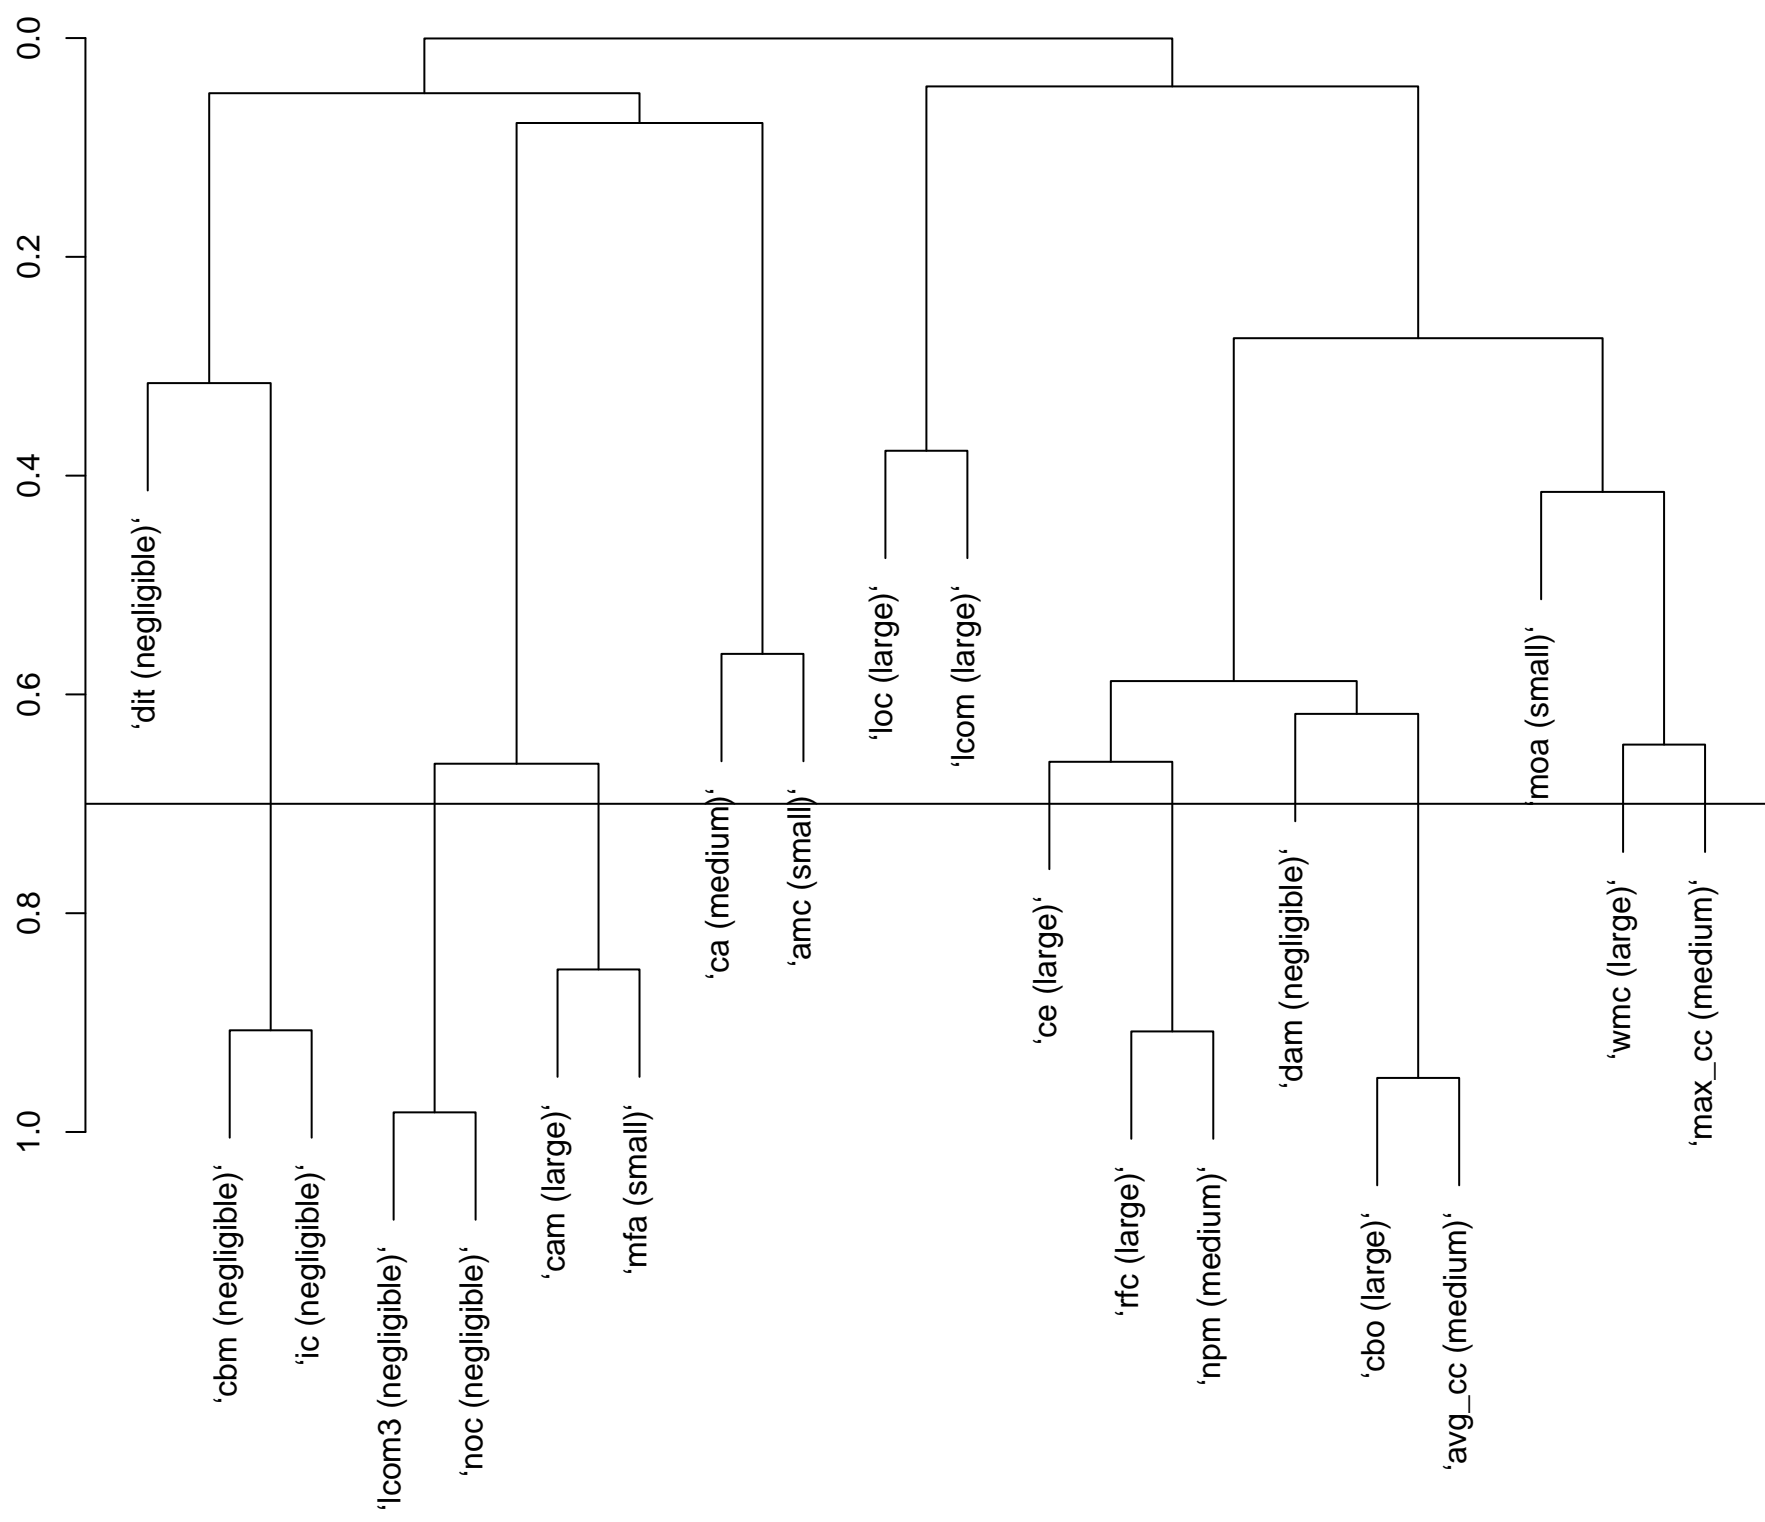 0.0
0.2
0.4
0.6
0.8
1.0
‘dit (negligible)‘
‘cbm (negligible)‘
‘ic (negligible)‘
‘lcom3 (negligible)‘
‘noc (negligible)‘
‘cam (large)‘
‘mfa (small)‘
‘ca (medium)‘
‘amc (small)‘
‘loc (large)‘
‘lcom (large)‘
‘ce (large)‘
‘rfc (large)‘
‘npm (medium)‘
‘dam (negligible)‘
‘cbo (large)‘
‘avg_cc (medium)‘
‘moa (small)‘
‘wmc (large)‘
‘max_cc (medium)‘